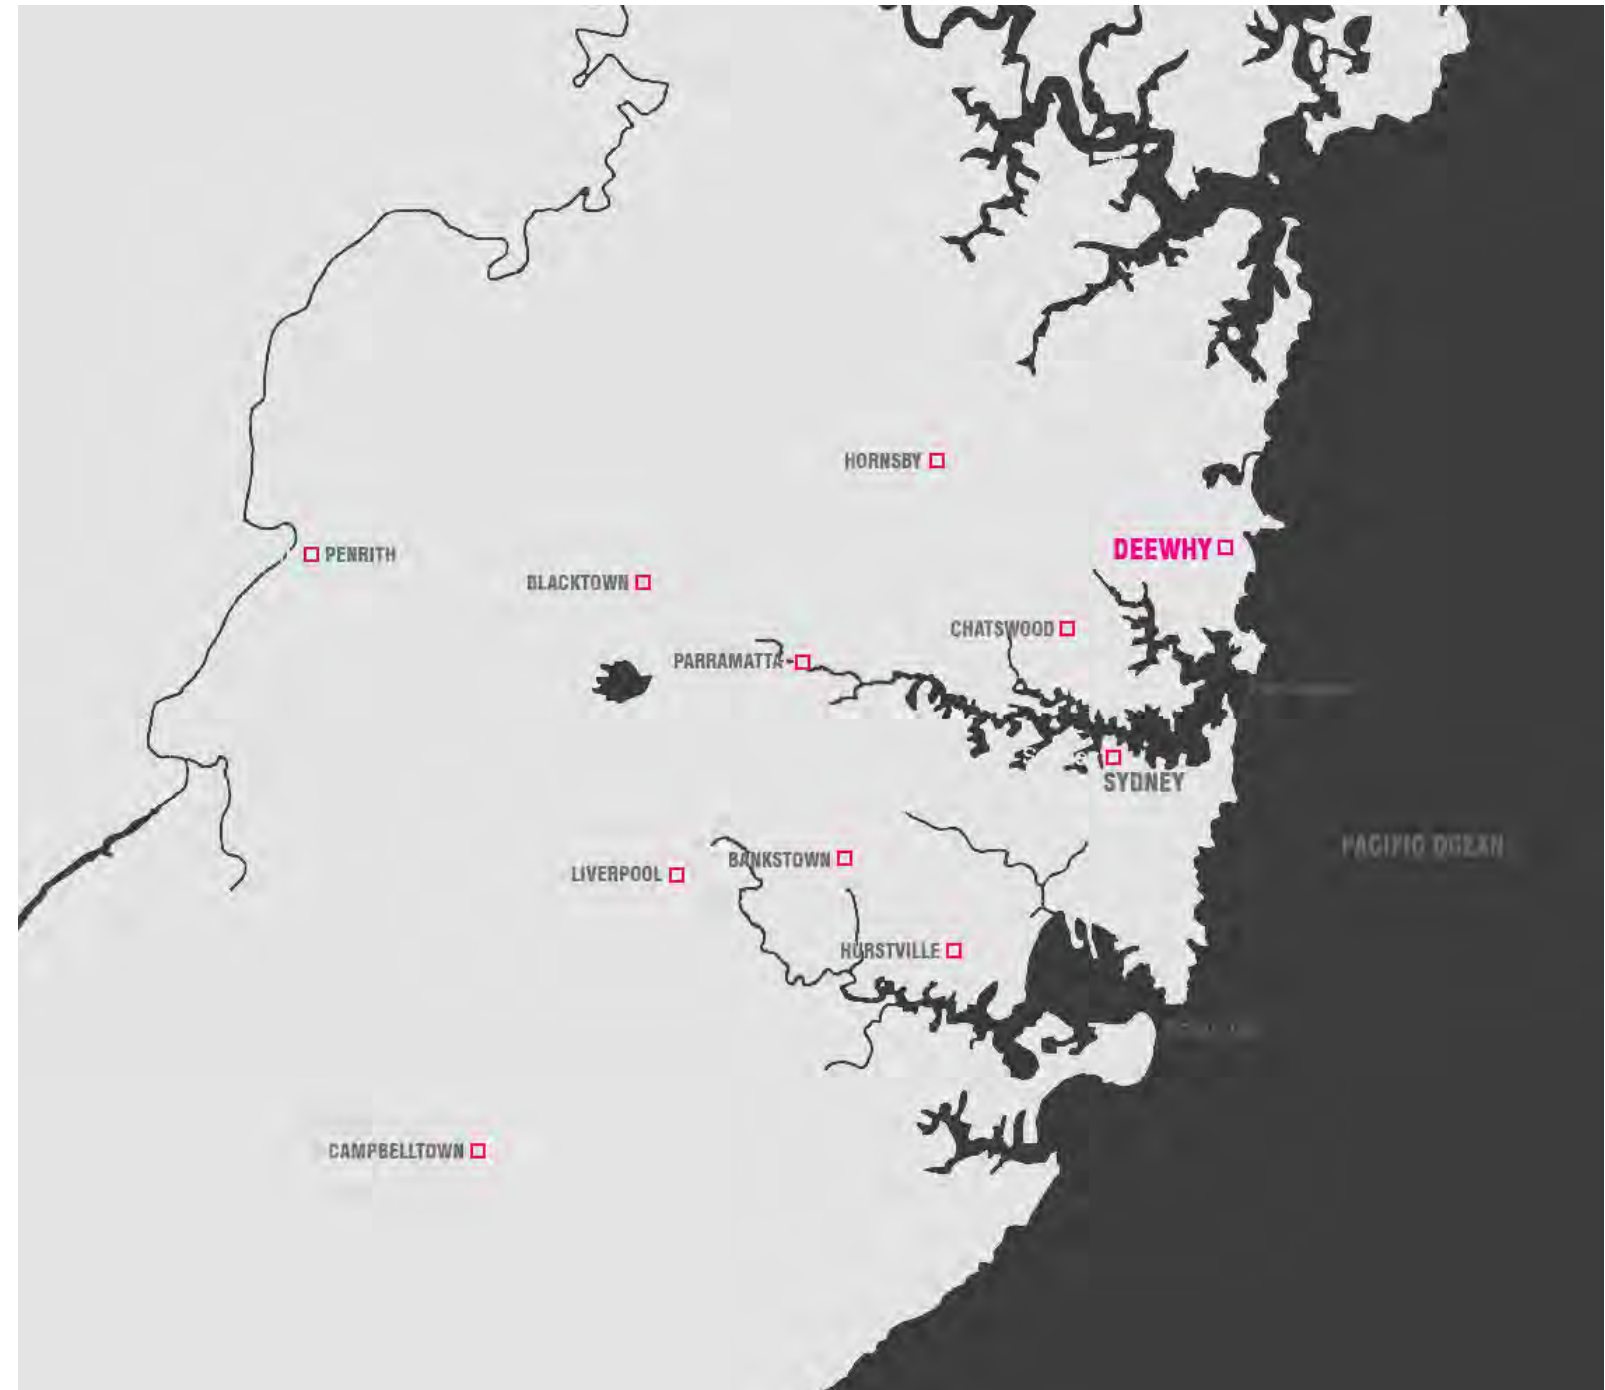 HORNSBY
DEEWHY
PENRITH
BLACKTOWN
CHATSWOOD
PARRAMATTA
SYDNEY
PACIFIC OCEAN
BANKSTOWN
LIVERPOOL
HURSTVILLE
CAMPBELLTOWN